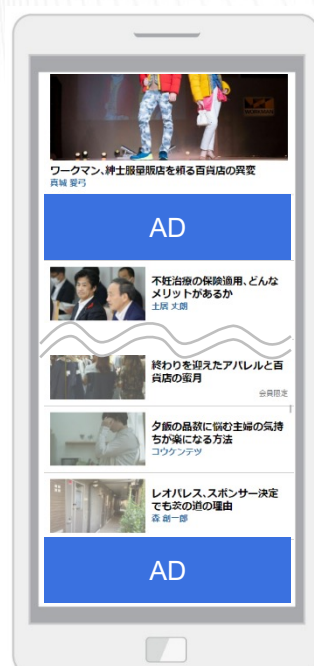 ワークマン、紳士服量販店を頼る百貨店の異変
真城 愛弓
AD
不妊治療の保険適用、どんな
メリットがあるか
土居 丈朗
終わりを迎えたアパレルと百
貨店の蜜月
会員限定
夕飯の品数に悩む主婦の気持
ちが楽になる方法
コウケンテツ
レオパレス、スポンサー決定
でも茨の道の理由
森 創一郎
AD